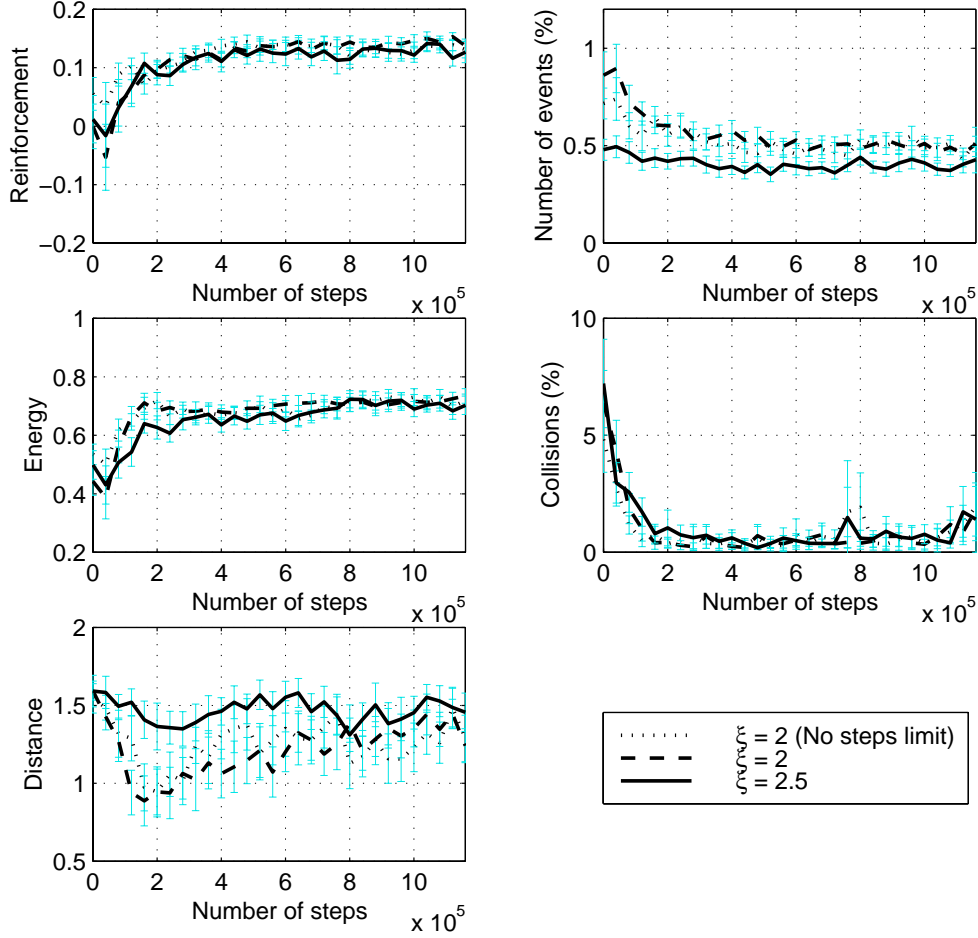 0.2
0.1
0
−0.1
−0.2
Reinforcement
0 2 4 6 8 10
Number of steps
x 10^5
1
0.5
0
Number of events (%)
0 2 4 6 8 10
Number of steps
x 10^5
1
0.8
0.6
0.4
0.2
Energy
0 2 4 6 8 10
Number of steps
x 10^5
10
5
0
Collisions (%)
0 2 4 6 8 10
Number of steps
x 10^5
2
1.5
1
0.5
Distance
0 2 4 6 8 10
Number of steps
x 10^5
ξ = 2 (No steps limit)
ξ = 2
ξ = 2.5